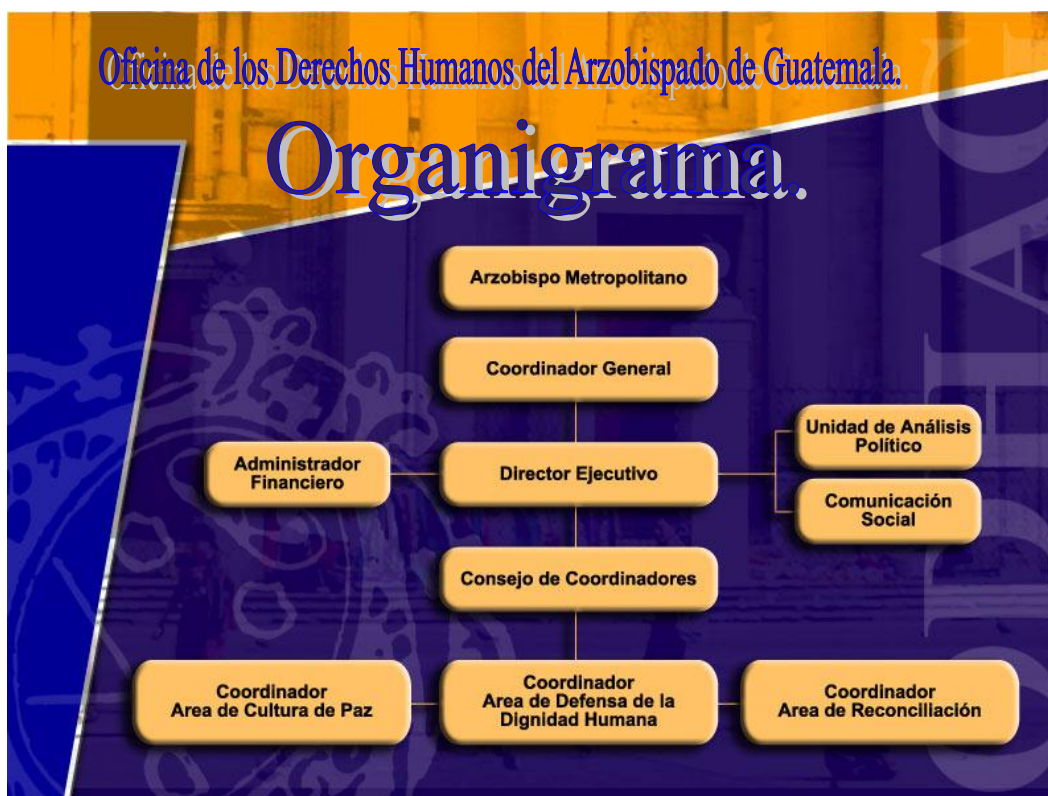 Oficina de los Derechos Humanos del Arzobispado de Guatemala.
Organigrama.
Arzobispo Metropolitano
Coordinador General
Unidad de Análisis
Político
Administrador
Financiero
Director Ejecutivo
Comunicación
Social
Consejo de Coordinadores
Coordinador
Area de Cultura de Paz
Coordinador
Area de Defensa de la
Dignidad Humana
Coordinador
Area de Reconciliación
ODHAG